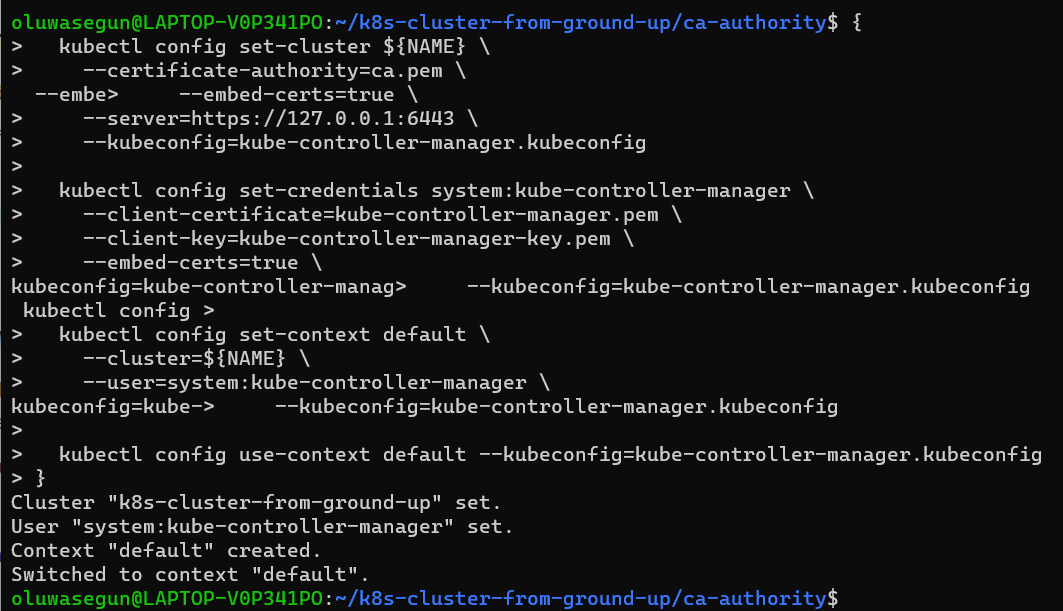 oluwasegun@LAPTOP-V0P341PO:~/k8s-cluster-from-ground-up/ca-authority$ {
>   kubectl config set-cluster ${NAME} \
>     --certificate-authority=ca.pem \
  --embe>     --embed-certs=true \
>     --server=https://127.0.0.1:6443 \
>     --kubeconfig=kube-controller-manager.kubeconfig
>
>   kubectl config set-credentials system:kube-controller-manager \
>     --client-certificate=kube-controller-manager.pem \
>     --client-key=kube-controller-manager-key.pem \
>     --embed-certs=true \
kubeconfig=kube-controller-manag>     --kubeconfig=kube-controller-manager.kubeconfig
 kubectl config >
>   kubectl config set-context default \
>     --cluster=${NAME} \
>     --user=system:kube-controller-manager \
kubeconfig=kube->     --kubeconfig=kube-controller-manager.kubeconfig
>
>   kubectl config use-context default --kubeconfig=kube-controller-manager.kubeconfig
> }
Cluster "k8s-cluster-from-ground-up" set.
User "system:kube-controller-manager" set.
Context "default" created.
Switched to context "default".
oluwasegun@LAPTOP-V0P341PO:~/k8s-cluster-from-ground-up/ca-authority$